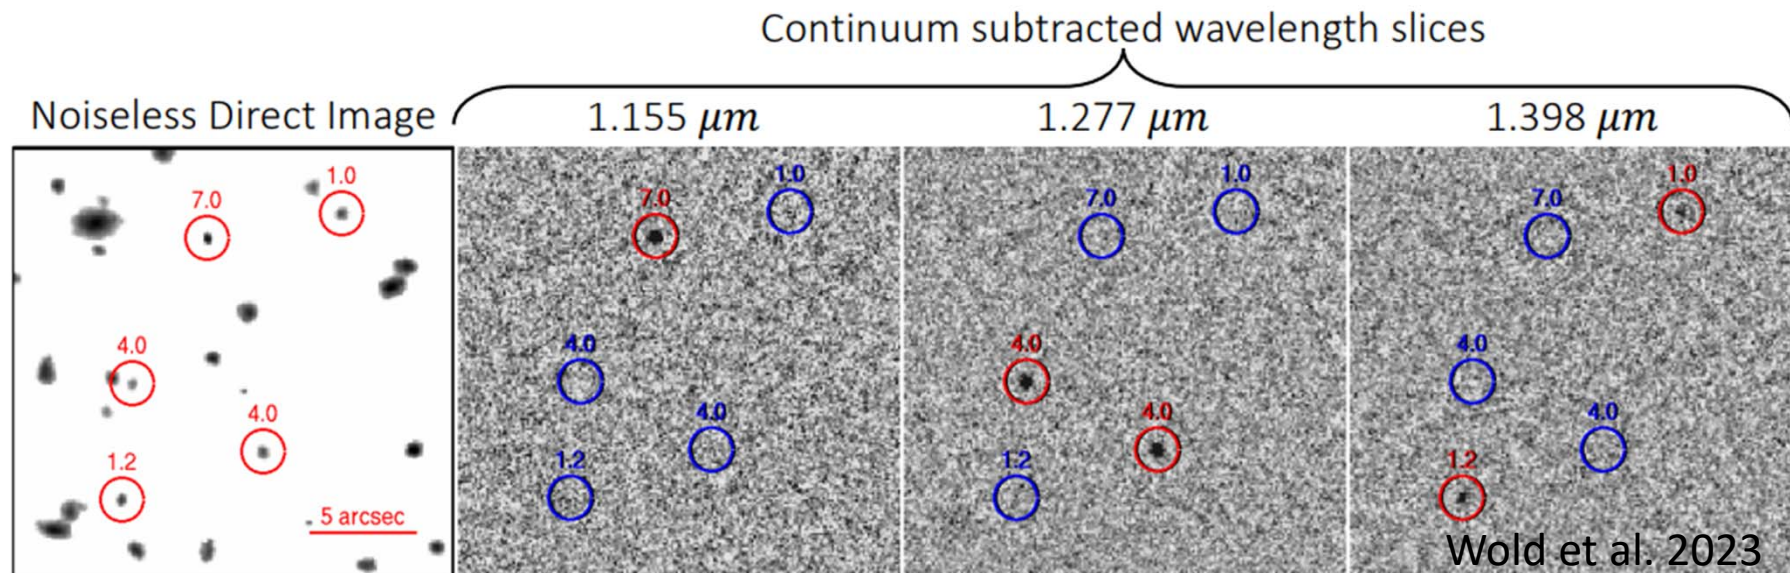 Continuum subtracted wavelength slices
Noiseless Direct Image
1.155 μm
1.277 μm
1.398 μm
7.0
1.0
4.0
4.0
1.2
5 arcsec
7.0
1.0
4.0
4.0
1.2
7.0
1.0
4.0
4.0
1.2
7.0
1.0
4.0
4.0
1.2
Wold et al. 2023